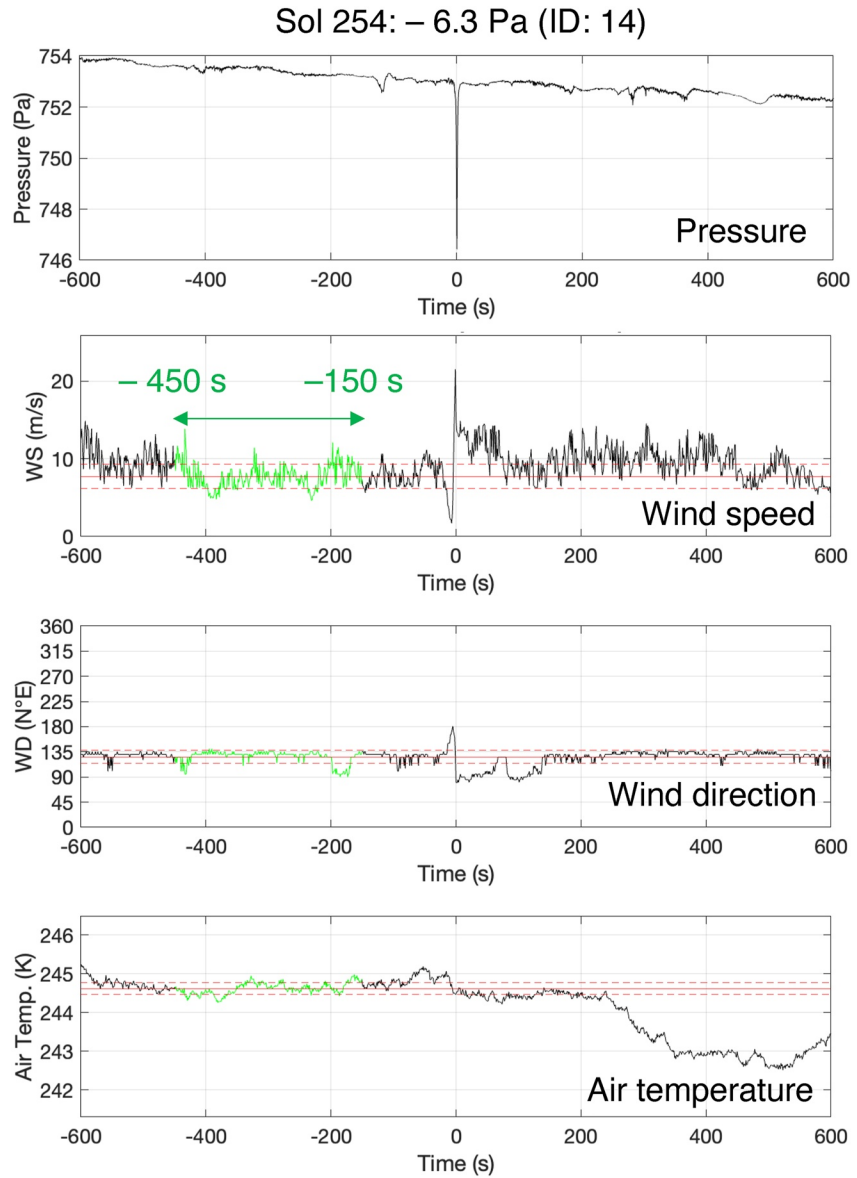 Sol 254: – 6.3 Pa (ID: 14)
754
752
750
748
746
Pressure (Pa)
Pressure
-600 -400 -200 0 200 400 600
Time (s)
– 450 s –150 s
20
10
0
WS (m/s)
Wind speed
-600 -400 -200 0 200 400 600
Time (s)
360
315
270
225
180
135
90
45
0
WD (N°E)
Wind direction
-600 -400 -200 0 200 400 600
Time (s)
246
245
244
243
242
Air Temp. (K)
Air temperature
-600 -400 -200 0 200 400 600
Time (s)